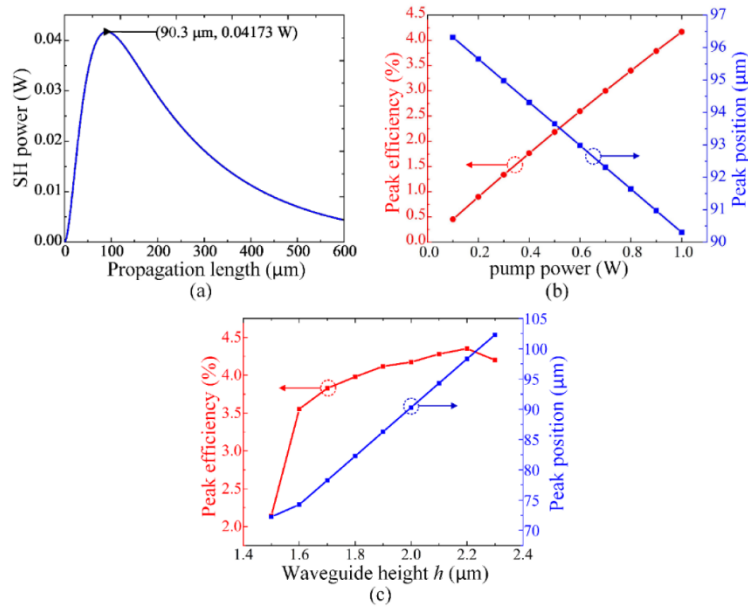 0.04
0.03
0.02
0.01
0.00
SH power (W)
(90.3 μm, 0.04173 W)
0 100 200 300 400 500 600
Propagation length (μm)
(a)
4.5
4.0
3.5
3.0
2.5
2.0
1.5
1.0
0.5
0.0
Peak efficiency (%)
97
96
95
94
93
92
91
90
Peak position (μm)
0.0 0.2 0.4 0.6 0.8 1.0
pump power (W)
(b)
4.5
4.0
3.5
4.0
2.5
2.0
Peak efficiency (%)
105
100
95
90
85
80
75
70
Peak position (μm)
1.4 1.6 1.8 2.0 2.2 2.4
Waveguide height h (μm)
(c)